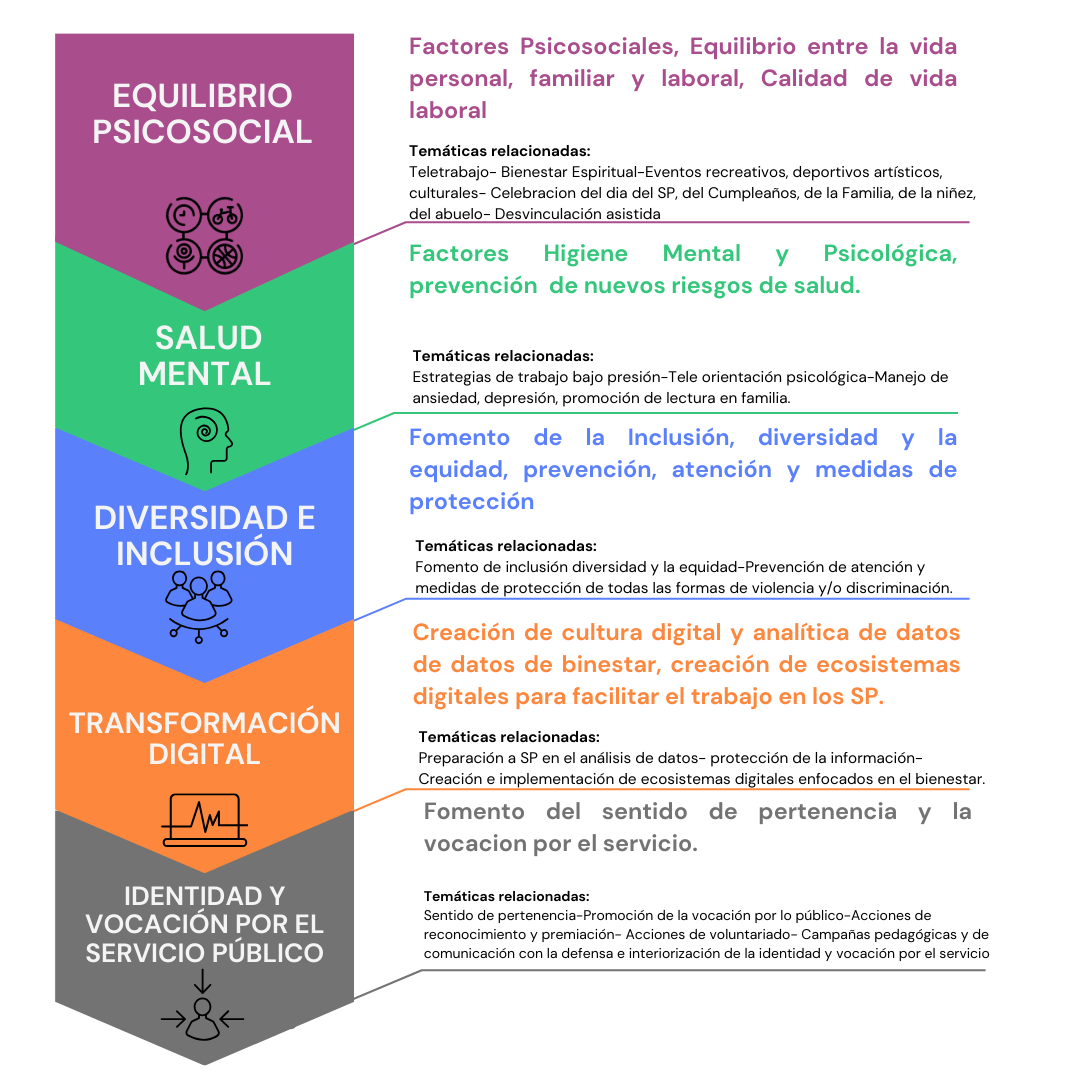 EQUILIBRIO
PSICOSOCIAL
Factores Psicosociales, Equilibrio entre la vida
personal, familiar y laboral, Calidad de vida
laboral
Temáticas relacionadas:
Teletrabajo- Bienestar Espiritual-Eventos recreativos, deportivos artísticos,
culturales- Celebracion del dia del SP, del Cumpleaños, de la Familia, de la niñez,
del abuelo- Desvinculación asistida
SALUD
MENTAL
Factores Higiene Mental y Psicológica,
prevención  de nuevos riesgos de salud.
Temáticas relacionadas:
Estrategias de trabajo bajo presión-Tele orientación psicológica-Manejo de
ansiedad, depresión, promoción de lectura en familia.
DIVERSIDAD E
INCLUSIÓN
Fomento de la Inclusión, diversidad y la
equidad, prevención, atención y medidas de
protección
Temáticas relacionadas:
Fomento de inclusión diversidad y la equidad-Prevención de atención y
medidas de protección de todas las formas de violencia y/o discriminación.
TRANSFORMACIÓN
DIGITAL
Creación de cultura digital y analítica de datos
de datos de binestar, creación de ecosistemas
digitales para facilitar el trabajo en los SP.
Temáticas relacionadas:
Preparación a SP en el análisis de datos- protección de la información-
Creación e implementación de ecosistemas digitales enfocados en el bienestar.
IDENTIDAD Y
VOCACIÓN POR EL
SERVICIO PÚBLICO
Fomento del sentido de pertenencia y la
vocacion por el servicio.
Temáticas relacionadas:
Sentido de pertenencia-Promoción de la vocación por lo público-Acciones de
reconocimiento y premiación- Acciones de voluntariado- Campañas pedagógicas y de
comunicación con la defensa e interiorización de la identidad y vocación por el servicio